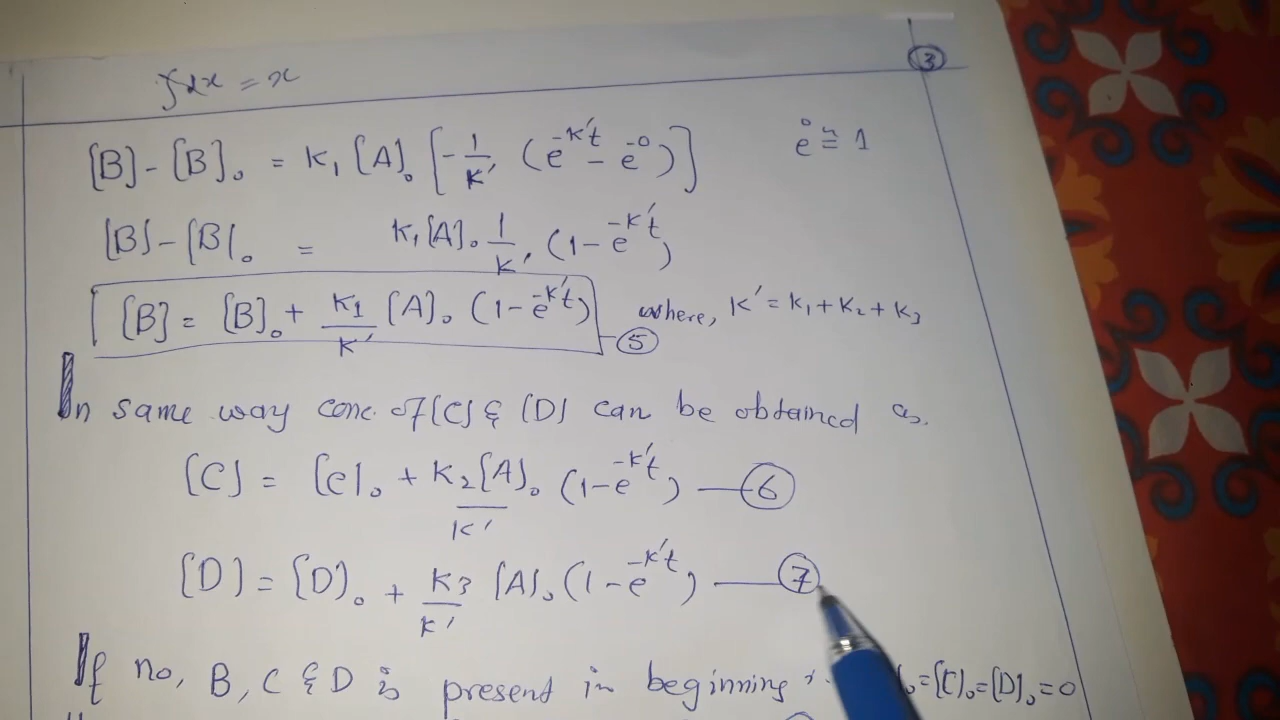 ③
∫dx = x
[B] - [B]₀ = K₁ [A]₀ [-1/K' (e^-K't - e^-0)]
e⁰ ≅ 1
[B] - [B]₀ = K₁[A]₀ 1/K' (1 - e^-K't)
[B] = [B]₀ + K₁/K' [A]₀ (1 - e^-K't) — ⑤ where, K' = K₁ + K₂ + K₃
In same way conc. of [C] & [D] can be obtained as.
[C] = [C]₀ + K₂[A]₀/K' (1 - e^-K't) — ⑥
[D] = [D]₀ + K₃/K' [A]₀ (1 - e^-K't) — ⑦
If no, B, C & D is present in beginning ₀ = [C]₀ = [D]₀ = 0